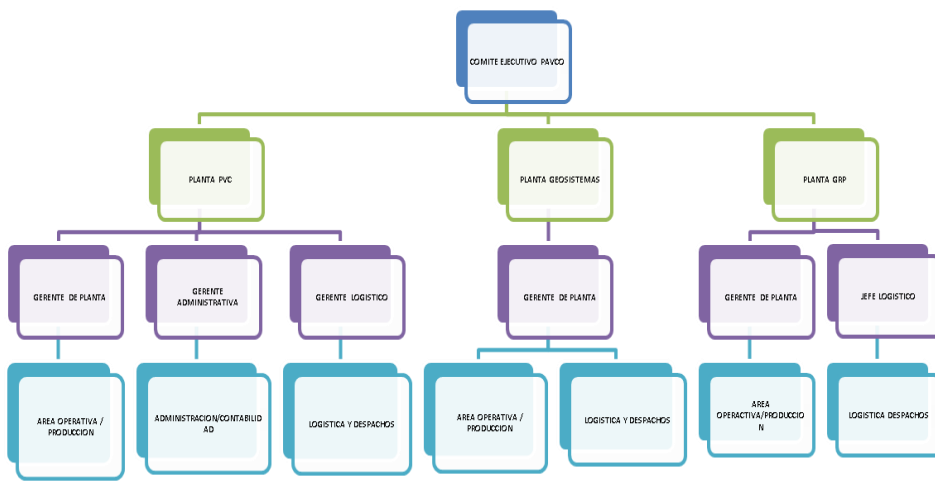 COMITE EJECUTIVO PAVCO
PLANTA PVC
PLANTA GEOSISTEMAS
PLANTA GRP
GERENTE DE PLANTA
GERENTE
ADMINISTRATIVA
GERENTE LOGISTICO
GERENTE DE PLANTA
GERENTE DE PLANTA
JEFE LOGISTICO
AREA OPERATIVA /
PRODUCCION
ADMINISTRACION/CONTABILID
AD
LOGISTICA Y DESPACHOS
AREA OPERATIVA /
PRODUCCION
LOGISTICA Y DESPACHOS
AREA
OPERACTIVA/PRODUCCIO
N
LOGISTICA DESPACHOS